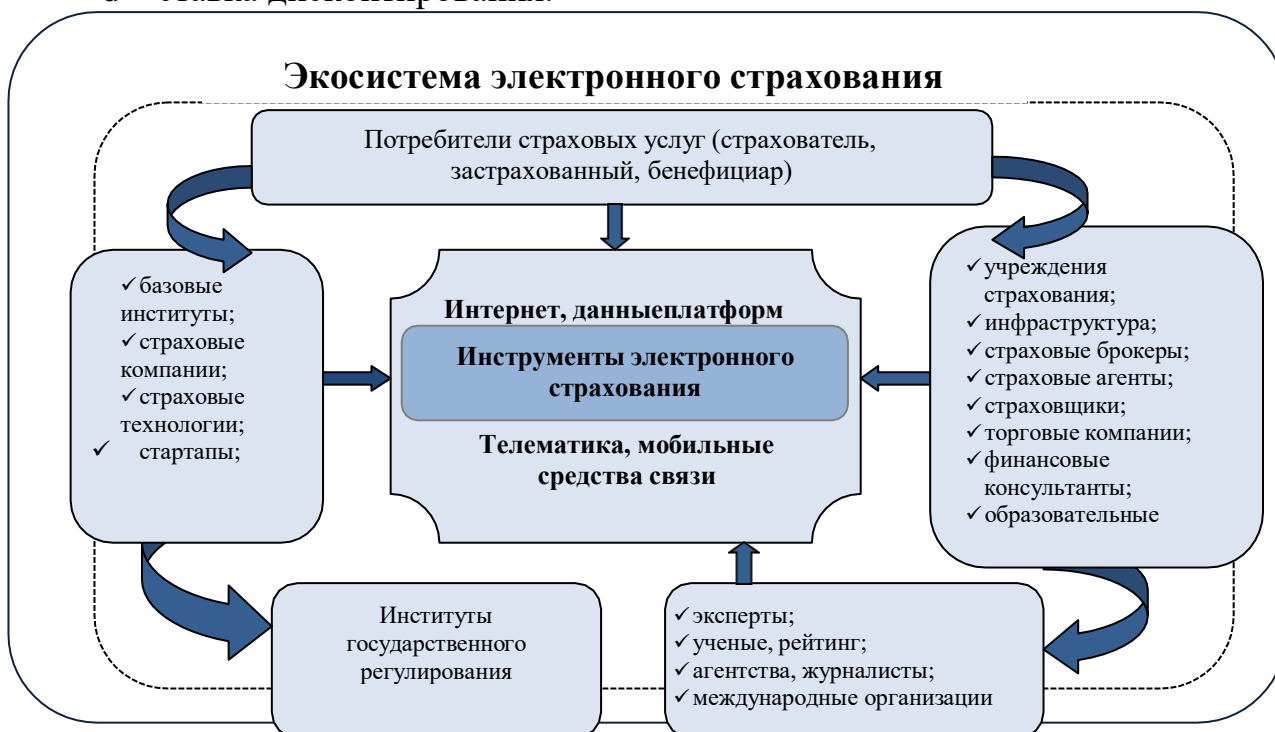 Экосистема электронного страхования
Потребители страховых услуг (страхователь,
застрахованный, бенефициар)
✓базовые
институты;
✓страховые
компании;
✓страховые
технологии;
✓ стартапы;
Интернет, данныеплатформ
Инструменты электронного
страхования
Телематика, мобильные
средства связи
✓учреждения
страхования;
✓инфраструктура;
✓страховые брокеры;
✓страховые агенты;
✓страховщики;
✓торговые компании;
✓финансовые
консультанты;
✓образовательные
Институты
государственного
регулирования
✓эксперты;
✓ученые, рейтинг;
✓агентства, журналисты;
✓международные организации